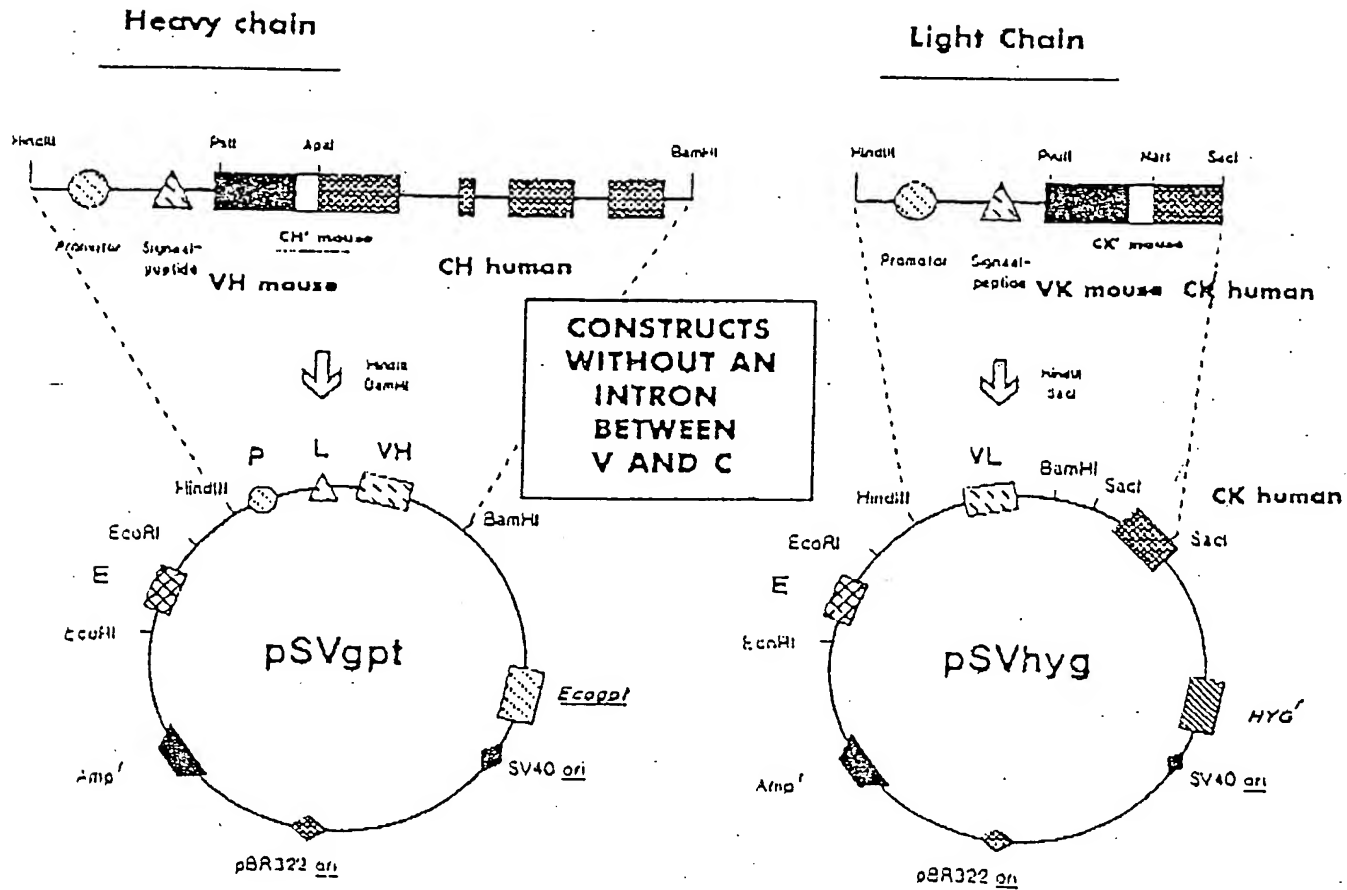 Heavy chain
Light Chain
HindIII
PstI
ApaI
BamHI
HindIII
PvuII
NarI
SacI
Promotor
Signaal-
peptide
CH' mouse
VH mouse
CH human
Promotor
Signaal-
peptide
CK' mouse
VK mouse
CK human
HindIII
BamHI
CONSTRUCTS
WITHOUT AN
INTRON
BETWEEN
V AND C
HindIII
SacI
P
L
VH
HindIII
EcoRI
E
EcoRI
BamHI
pSVgpt
Ecogpt
SV40 ori
Amp r
pBR322 ori
VL
BamHI
SacI
CK human
HindIII
SacI
EcoRI
E
EcoRI
pSVhyg
HYG r
SV40 ori
Amp r
pBR322 ori